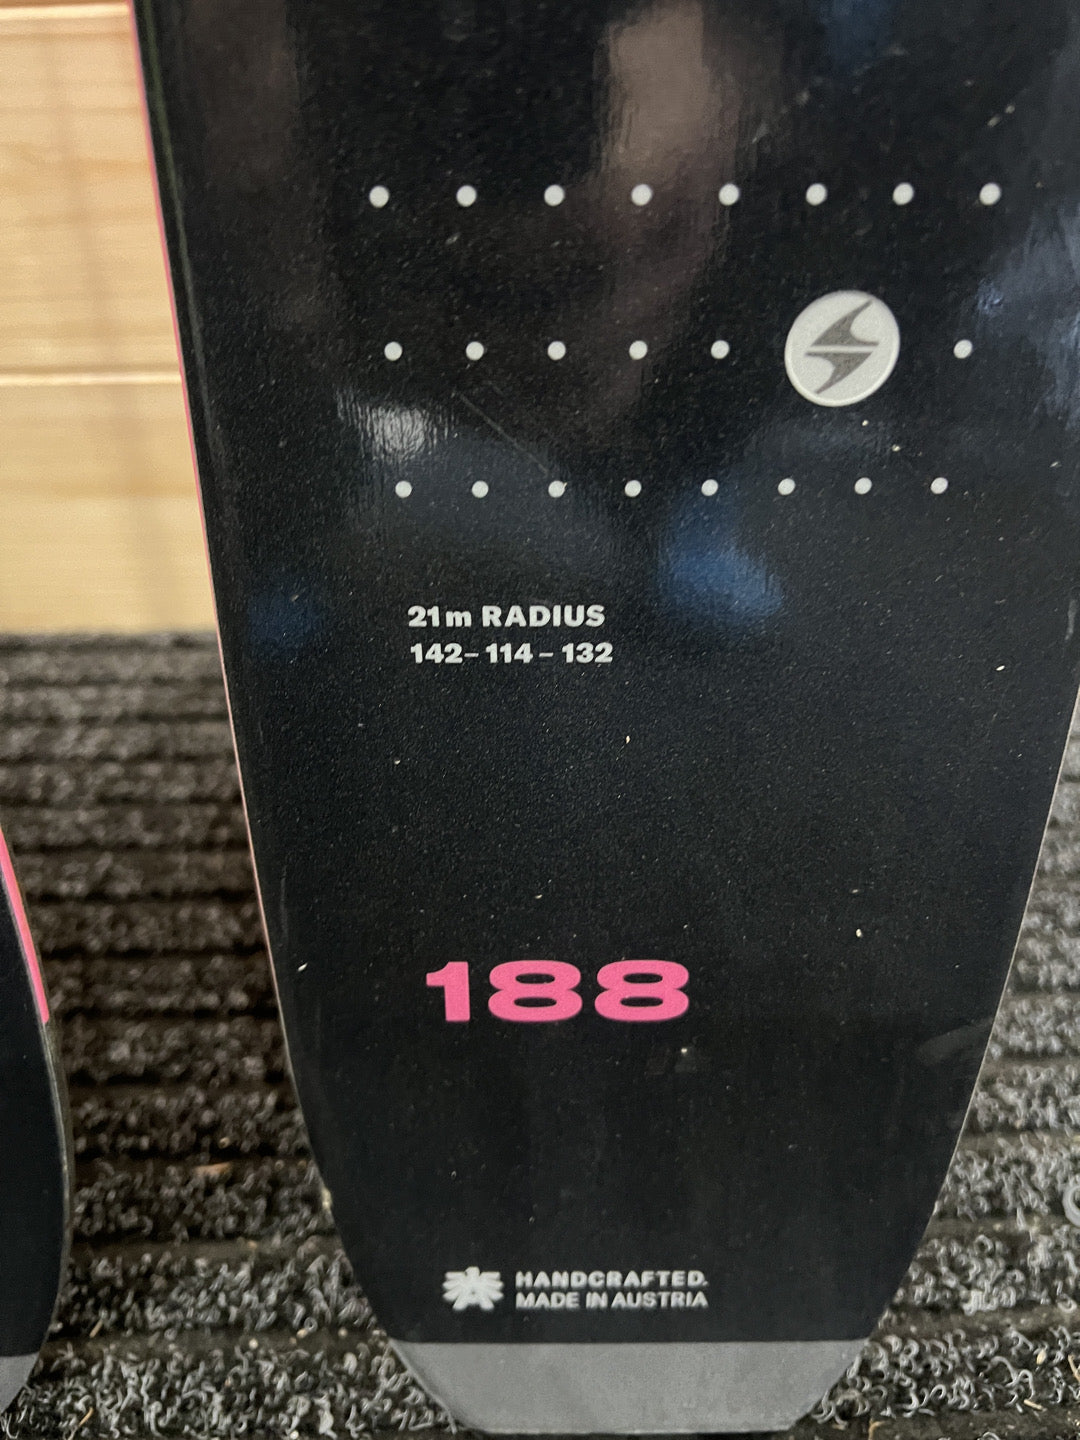 21m RADIUS
142–114–132
188
HANDCRAFTED.
MADE IN AUSTRIA